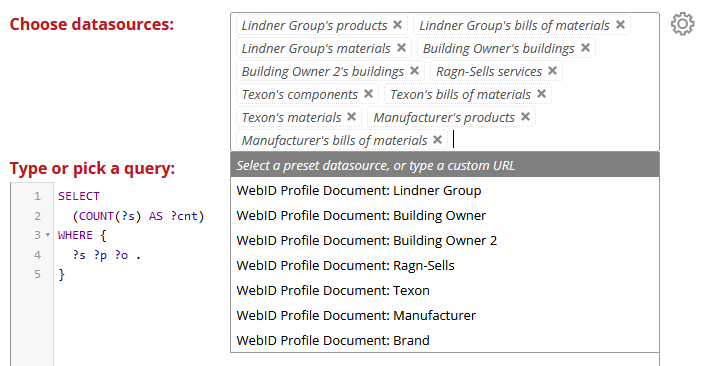 Choose datasources:
Lindner Group's products × Lindner Group's bills of materials ×
Lindner Group's materials × Building Owner's buildings ×
Building Owner 2's buildings × Ragn-Sells services ×
Texon's components × Texon's bills of materials ×
Texon's materials × Manufacturer's products ×
Manufacturer's bills of materials ×
Select a preset datasource, or type a custom URL
WebID Profile Document: Lindner Group
WebID Profile Document: Building Owner
WebID Profile Document: Building Owner 2
WebID Profile Document: Ragn-Sells
WebID Profile Document: Texon
WebID Profile Document: Manufacturer
WebID Profile Document: Brand
Type or pick a query:
1 SELECT
2 (COUNT(?s) AS ?cnt)
3 WHERE {
4 ?s ?p ?o .
5 }